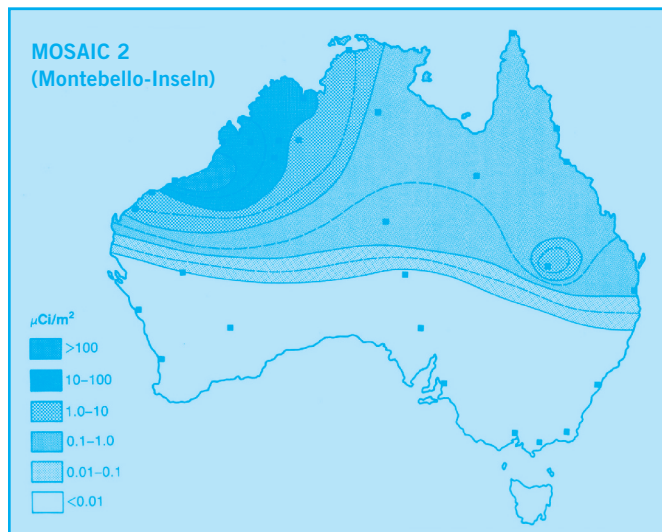 MOSAIC 2
(Montebello-Inseln)
μCi/m²
>100
10–100
1.0–10
0.1–1.0
0.01–0.1
<0.01